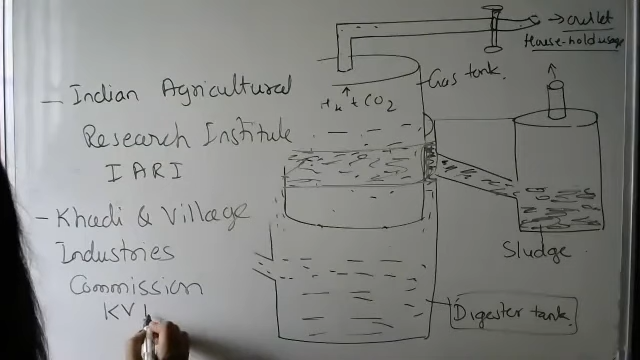 → outlet
House-hold usage
Gas tank.
— Indian Agricultural
Research Institute
IARI
+ CO2
— Khadi & Village
Industries
Commission
KV
Sludge
Digester tank.